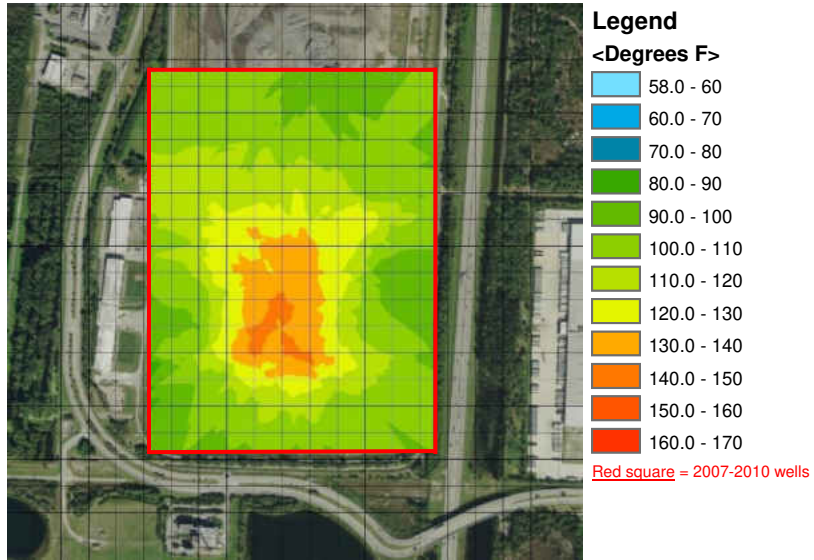 Legend
<Degrees F>
58.0 - 60
60.0 - 70
70.0 - 80
80.0 - 90
90.0 - 100
100.0 - 110
110.0 - 120
120.0 - 130
130.0 - 140
140.0 - 150
150.0 - 160
160.0 - 170
Red square = 2007-2010 wells